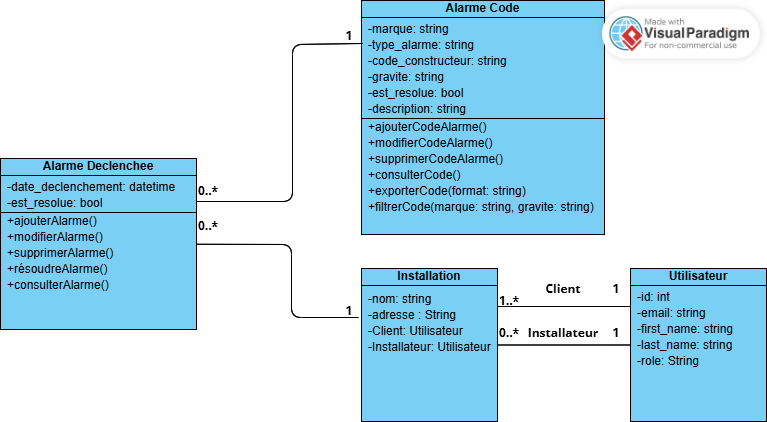 Alarme Code
-marque: string
-type_alarme: string
-code_constructeur: string
-gravite: string
-est_resolue: bool
-description: string
+ajouterCodeAlarme()
+modifierCodeAlarme()
+supprimerCodeAlarme()
+consulterCode()
+exporterCode(format: string)
+filtrerCode(marque: string, gravite: string)
Made with
VisualParadigm
For non-commercial use
1
Alarme Declenchee
-date_declenchement: datetime
-est_resolue: bool
+ajouterAlarme()
+modifierAlarme()
+supprimerAlarme()
+résoudreAlarme()
+consulterAlarme()
0..*
0..*
1
Installation
-nom: string
-adresse : String
-Client: Utilisateur
-Installateur: Utilisateur
Client 1
1..*
0..* Installateur 1
Utilisateur
-id: int
-email: string
-first_name: string
-last_name: string
-role: String